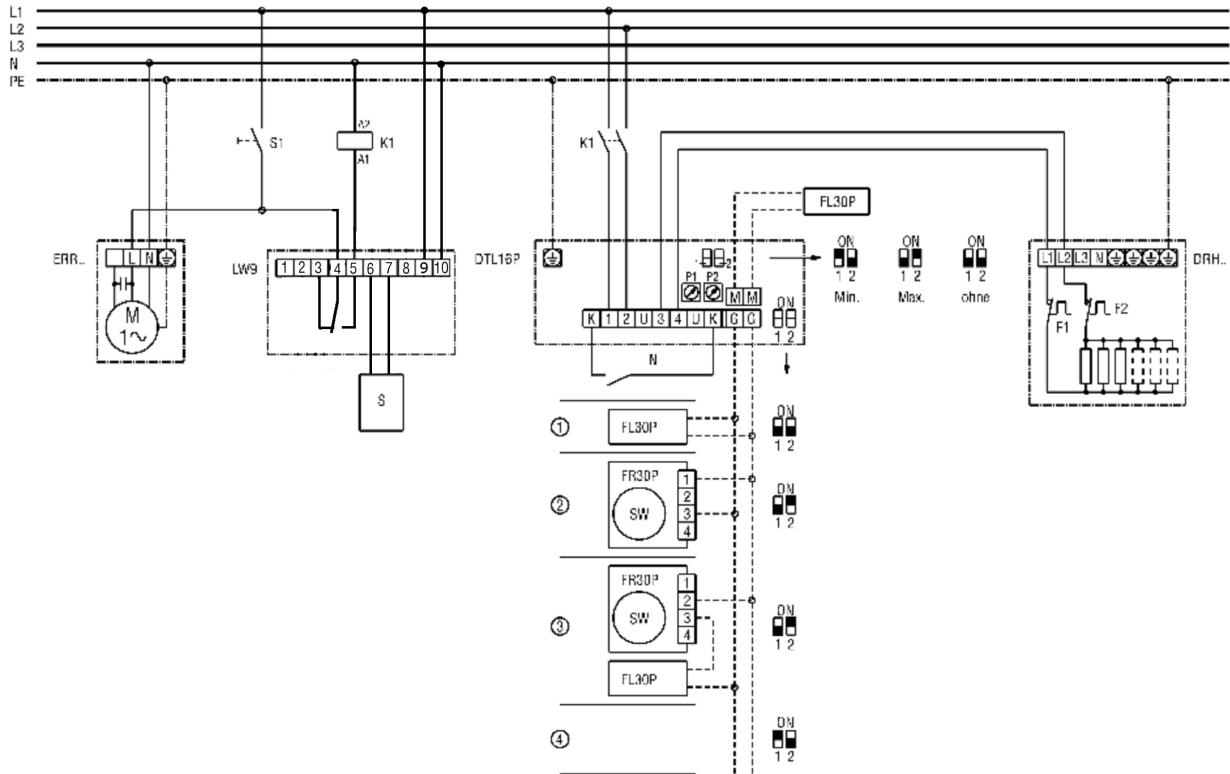 L1
L2
L3
N
PE
S1
A2
K1
A1
K1
FL30P
ERR..
L N
M
1~
LW9
1 2 3 4 5 6 7 8 9 10
S
DTL16P
1 2
P1 P2
M M
K 1 2 U 3 4 U K G G
N
ON
1 2
ON
1 2
Min.
ON
1 2
Max.
ON
1 2
ohne
L1 L2 L3 N
DRH..
F1
F2
①
FL30P
ON
1 2
②
FR30P
SW
1
2
3
4
ON
1 2
③
FR30P
SW
1
2
3
4
FL30P
ON
1 2
④
ON
1 2